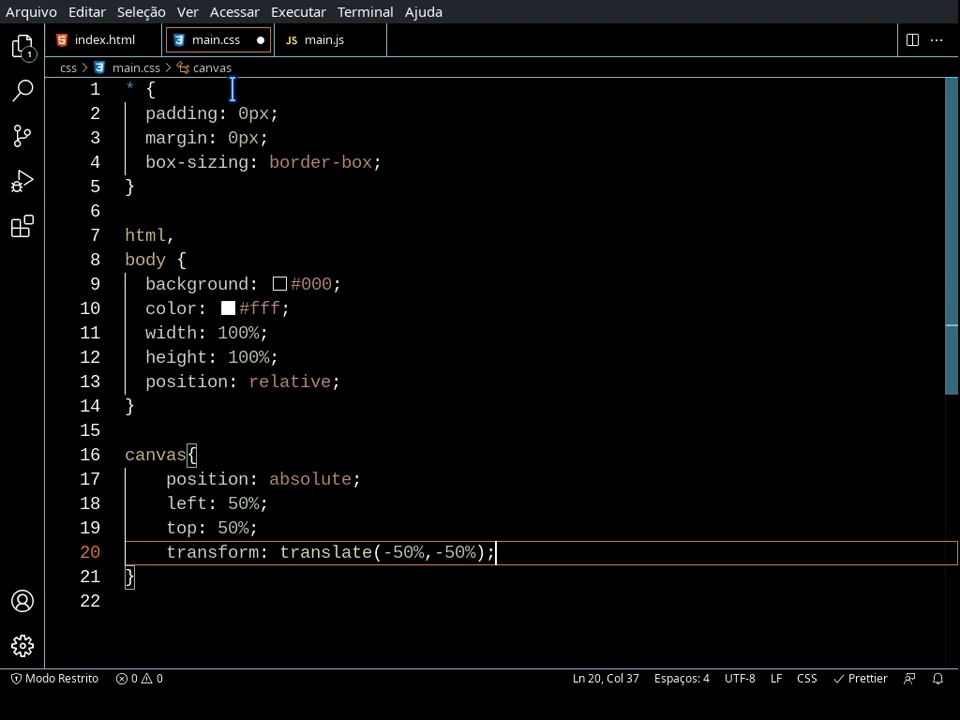 Arquivo Editar Seleção Ver Acessar Executar Terminal Ajuda
index.html main.css JS main.js
css > main.css > canvas
1 * {
2 padding: 0px;
3 margin: 0px;
4 box-sizing: border-box;
5 }
6
7 html,
8 body {
9 background: #000;
10 color: #fff;
11 width: 100%;
12 height: 100%;
13 position: relative;
14 }
15
16 canvas{
17 position: absolute;
18 left: 50%;
19 top: 50%;
20 transform: translate(-50%,-50%);
21 }
22
1
Modo Restrito 0 0 Ln 20, Col 37 Espaços: 4 UTF-8 LF CSS Prettier